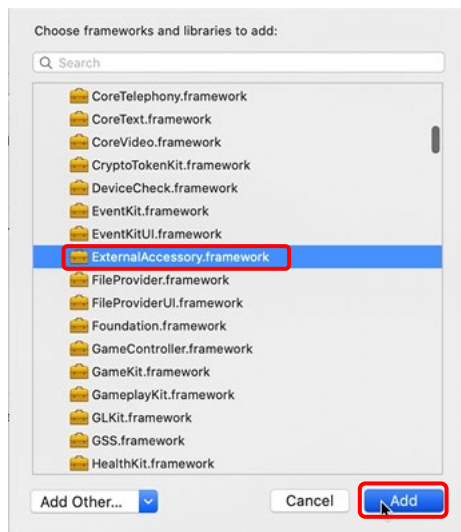 Choose frameworks and libraries to add:
Search
CoreTelephony.framework
CoreText.framework
CoreVideo.framework
CryptoTokenKit.framework
DeviceCheck.framework
EventKit.framework
EventKitUI.framework
ExternalAccessory.framework
FileProvider.framework
FileProviderUI.framework
Foundation.framework
GameController.framework
GameKit.framework
GameplayKit.framework
GLKit.framework
GSS.framework
HealthKit.framework
Add Other... Cancel Add